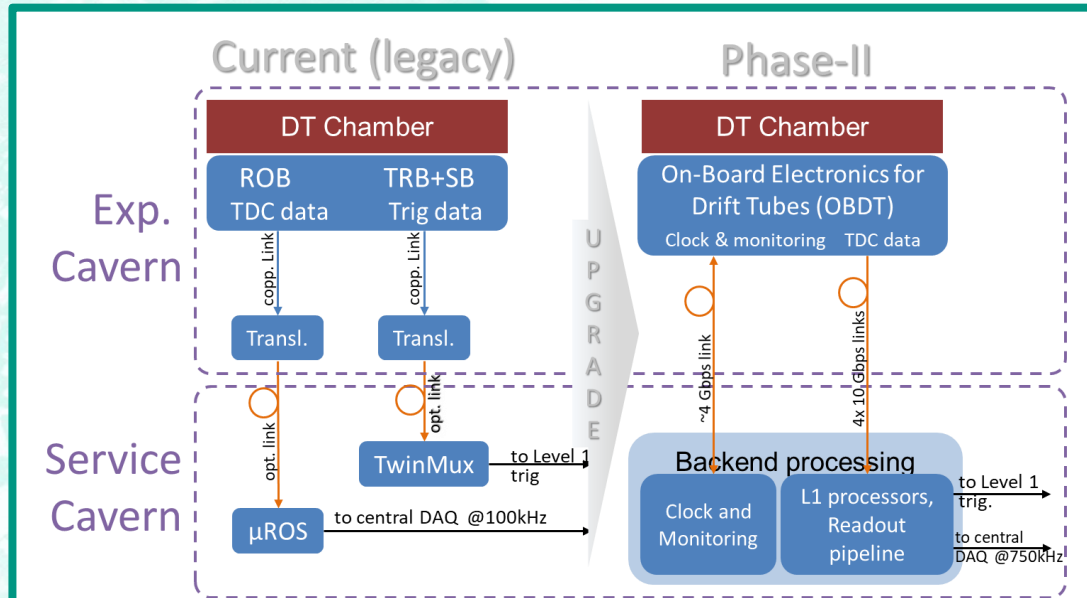 Current (legacy)
Phase-II
Exp.
Cavern
DT Chamber
ROB
TDC data
TRB+SB
Trig data
copp. Link
copp. Link
Transl.
Transl.
opt. link
opt. link
UPGRADE
DT Chamber
On-Board Electronics for
Drift Tubes (OBDT)
Clock & monitoring
TDC data
~4 Gbps link
4x 10 Gbps links
Service
Cavern
TwinMux
to Level 1
trig
µROS
to central DAQ @100kHz
Backend processing
Clock and
Monitoring
L1 processors,
Readout
pipeline
to Level 1
trig.
to central
DAQ @750kHz